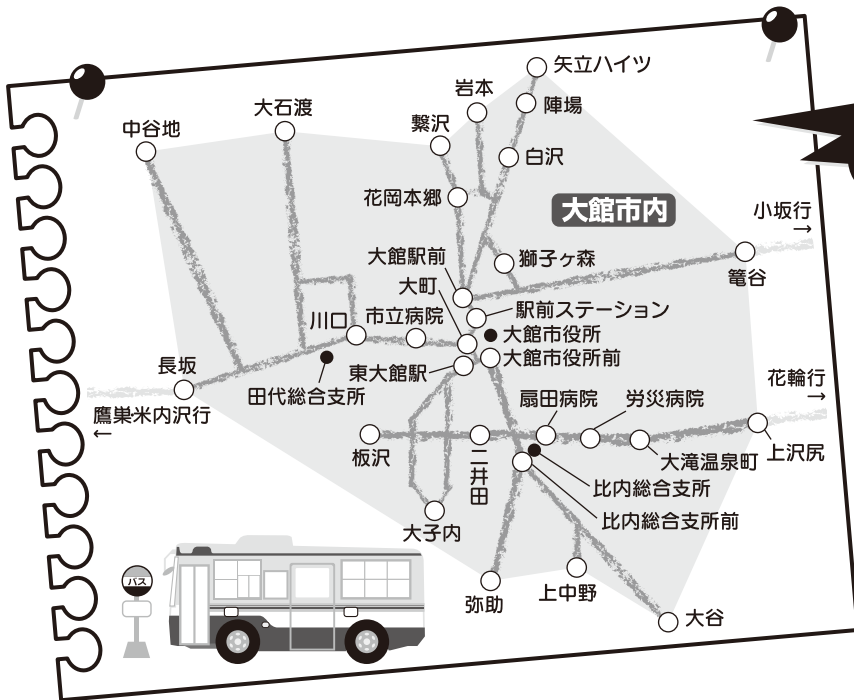 矢立ハイツ
岩本
陣場
大石渡
中谷地
繋沢
白沢
花岡本郷
大館市内
小坂行
→
大館駅前
獅子ヶ森
篭谷
大町
駅前ステーション
川口
市立病院
大館市役所
大館市役所前
長坂
東大館駅
田代総合支所
花輪行
→
鷹巣米内沢行
←
扇田病院
労災病院
板沢
二井田
大滝温泉町
上沢尻
比内総合支所
比内総合支所前
大子内
バス
弥助
上中野
大谷